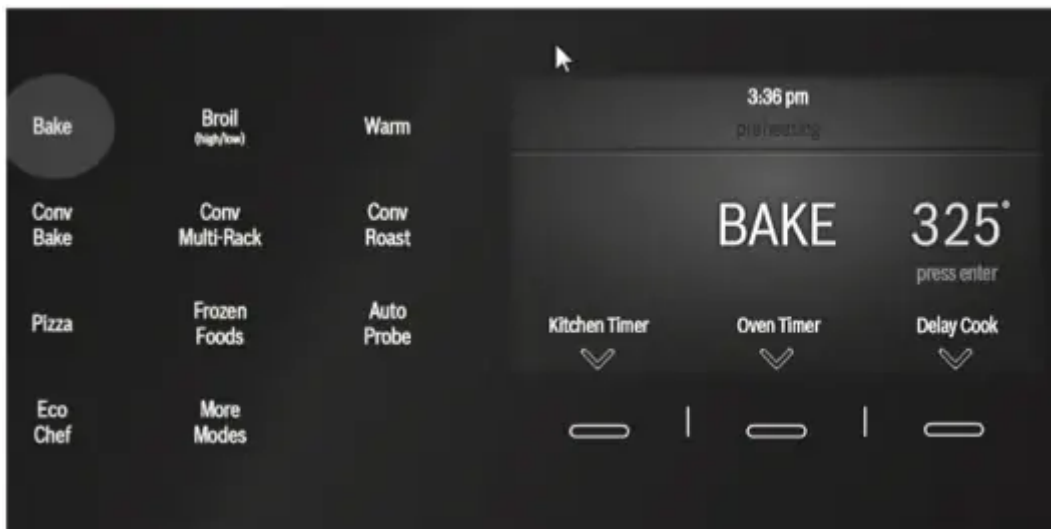 Bake
Broil
(high/low)
Warm
Conv
Bake
Conv
Multi-Rack
Conv
Roast
Pizza
Frozen
Foods
Auto
Probe
Eco
Chef
More
Modes
3:36 pm
preheating
BAKE
325°
press enter
Kitchen Timer
Oven Timer
Delay Cook